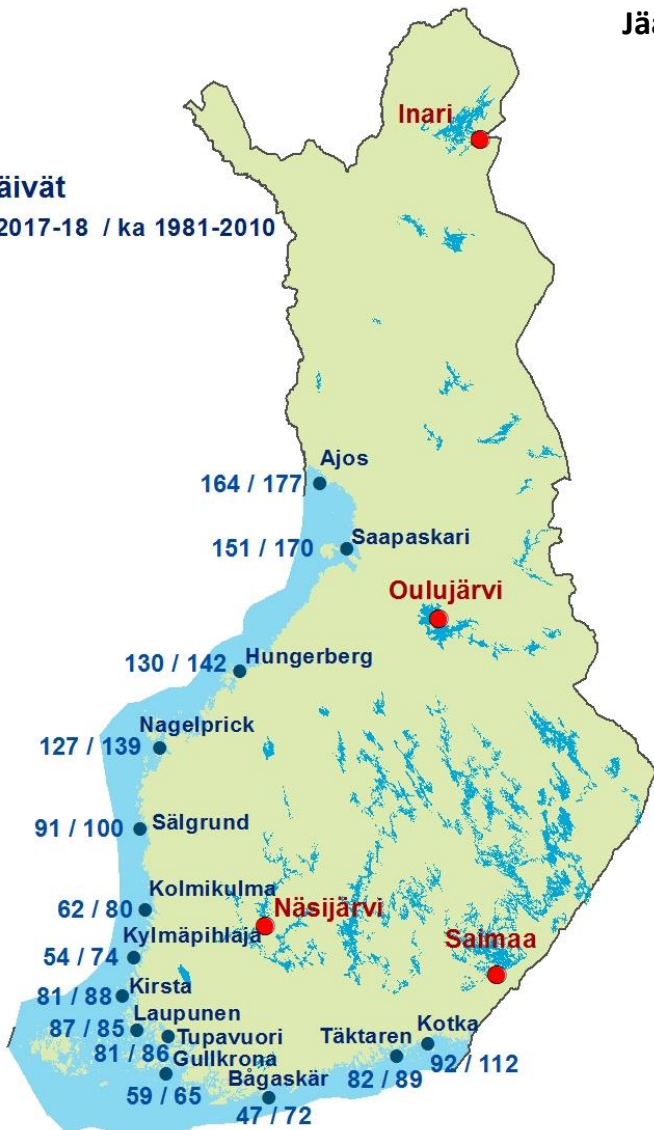 Jää
Inari
äivät
2017-18 / ka 1981-2010
Ajos
164 / 177
Saapaskari
151 / 170
Oulujärvi
Hungerberg
130 / 142
Nagelprick
127 / 139
Sälgrund
91 / 100
Kolmikulma
62 / 80
Näsijärvi
Kylmäpihlaja
54 / 74
Saimaa
Kirsta
81 / 88
Laupunen
87 / 85
Tupavuori
81 / 86
Gullkrona
59 / 65
Bågaskär
47 / 72
Täktaren
82 / 89
Kotka
92 / 112